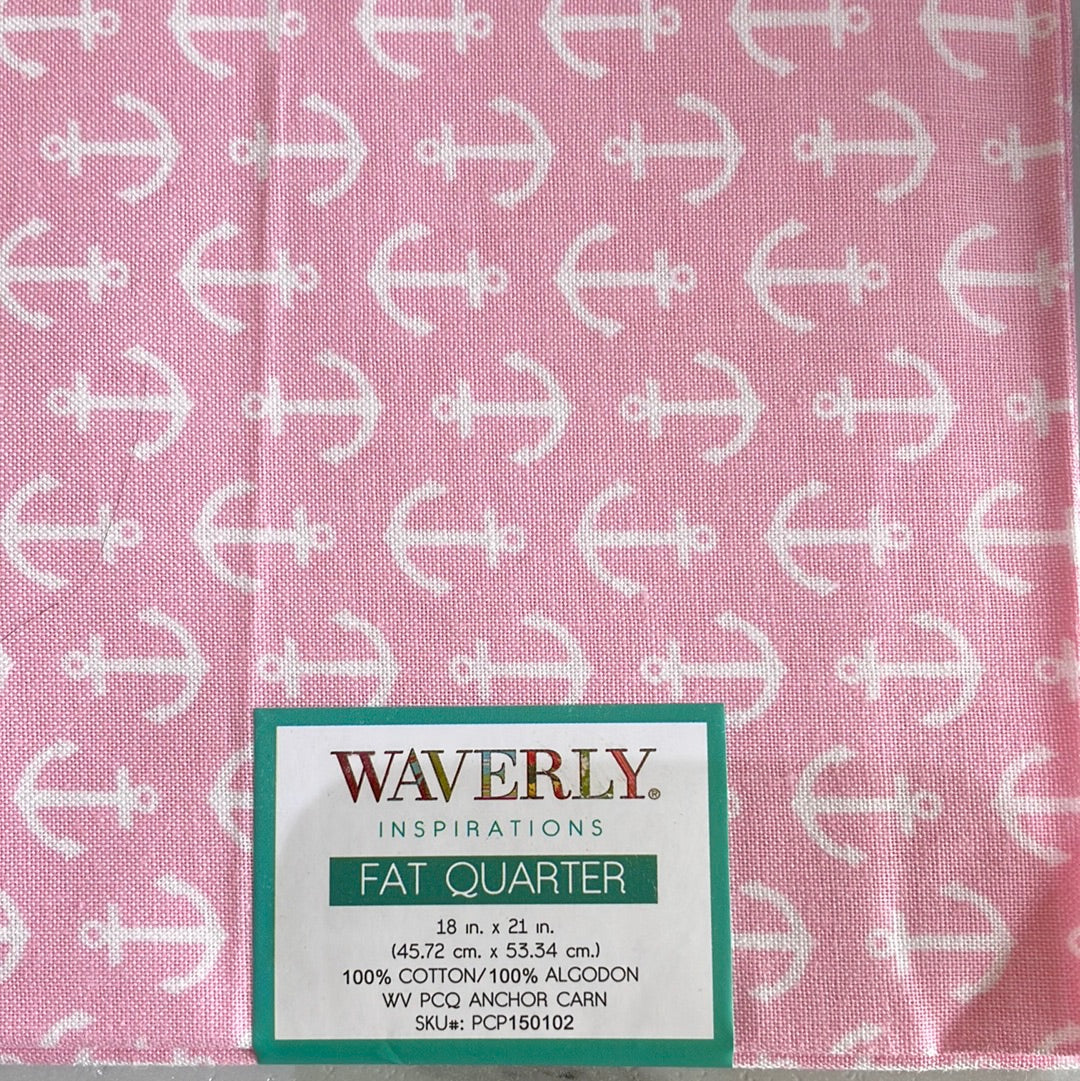 WAVERLY®
INSPIRATIONS
FAT QUARTER
18 in. x 21 in.
(45.72 cm. x 53.34 cm.)
100% COTTON/100% ALGODON
WV PCQ ANCHOR CARN
SKU#: PCP150102